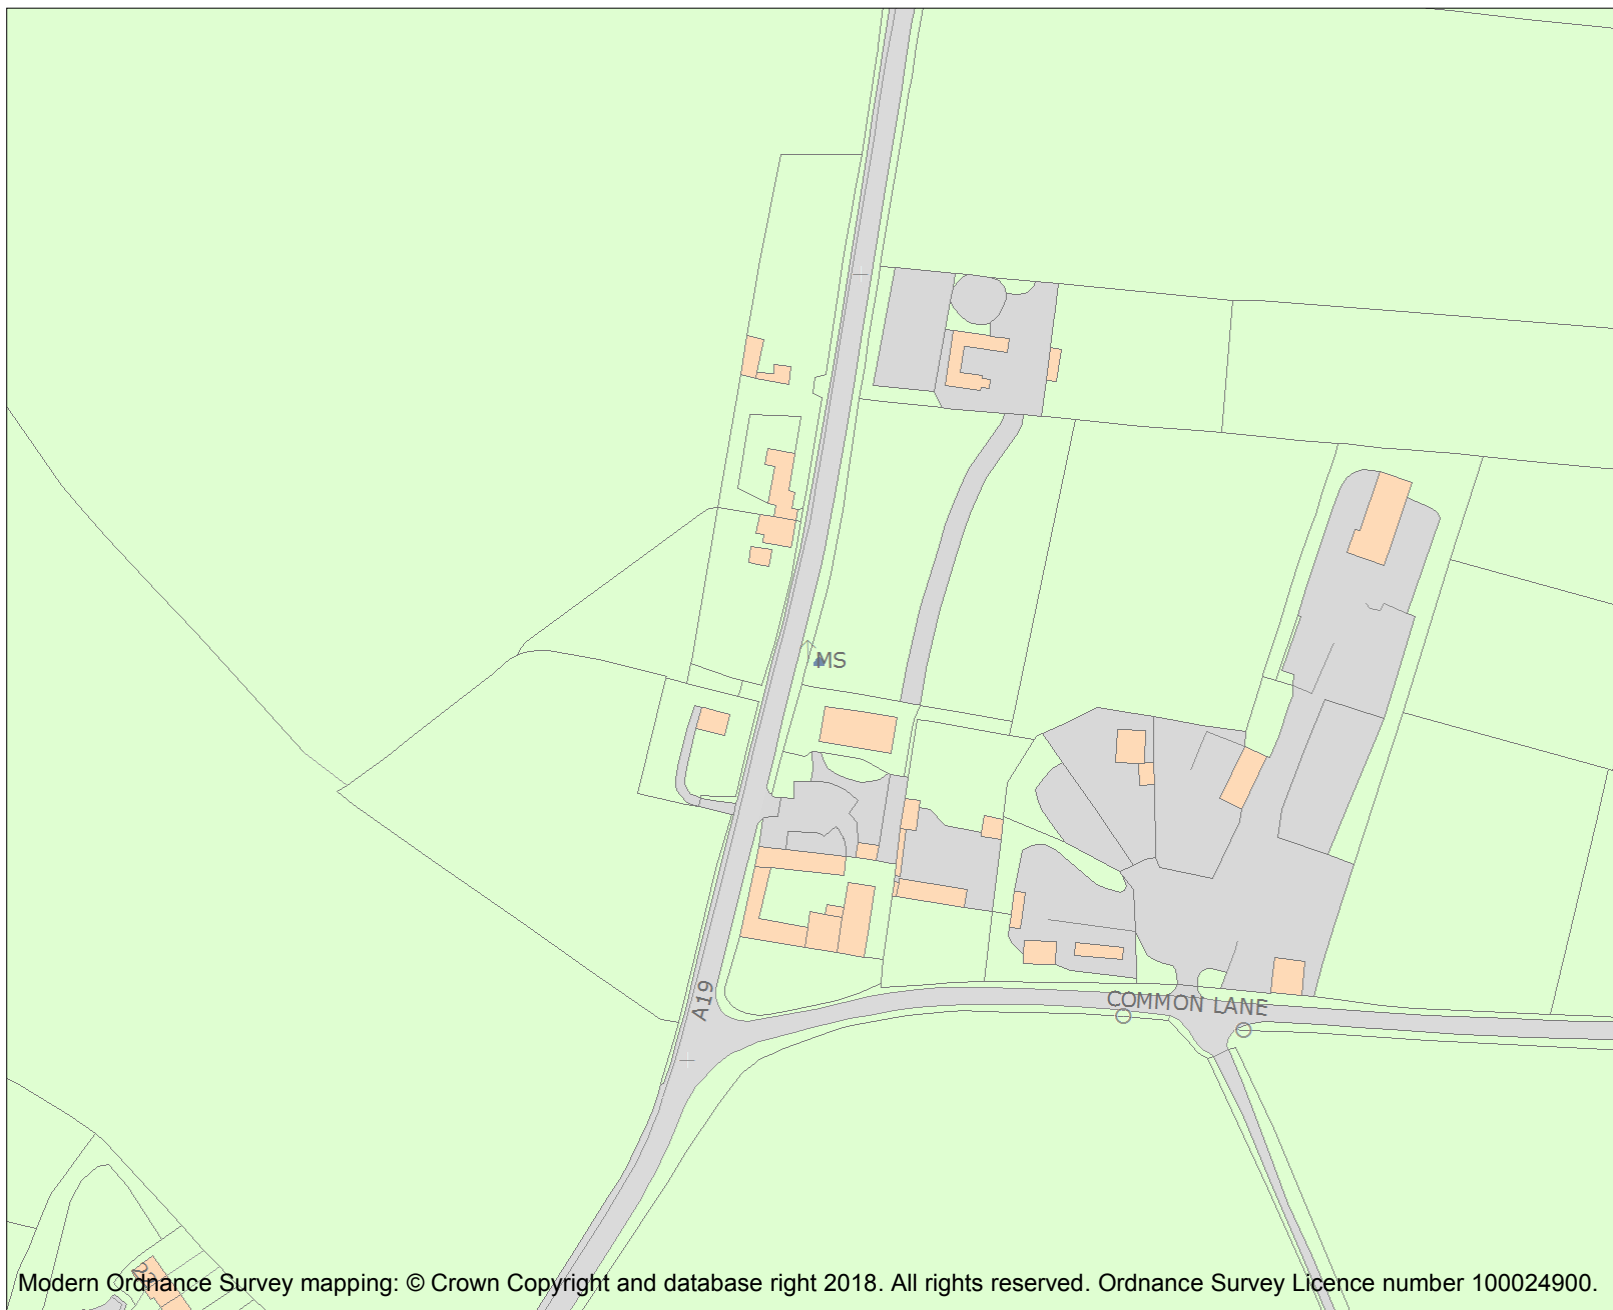 MS
A19
COMMON LANE
Modern Ordnance Survey mapping: © Crown Copyright and database right 2018. All rights reserved. Ordnance Survey Licence number 100024900.